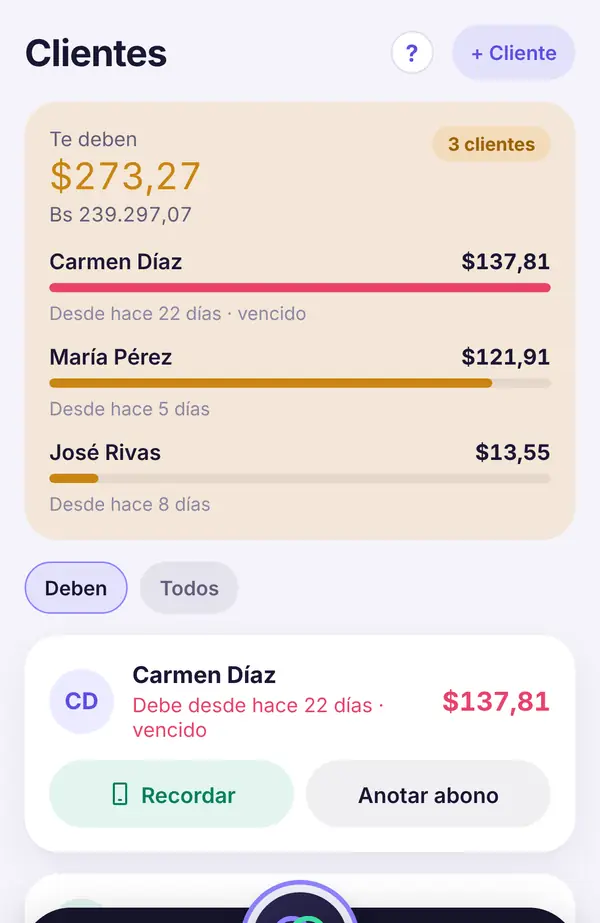 Clientes
?
+ Cliente
Te deben
3 clientes
$273,27
Bs 239.297,07
Carmen Díaz
$137,81
Desde hace 22 días · vencido
María Pérez
$121,91
Desde hace 5 días
José Rivas
$13,55
Desde hace 8 días
Deben
Todos
CD
Carmen Díaz
Debe desde hace 22 días ·
vencido
$137,81
Recordar
Anotar abono